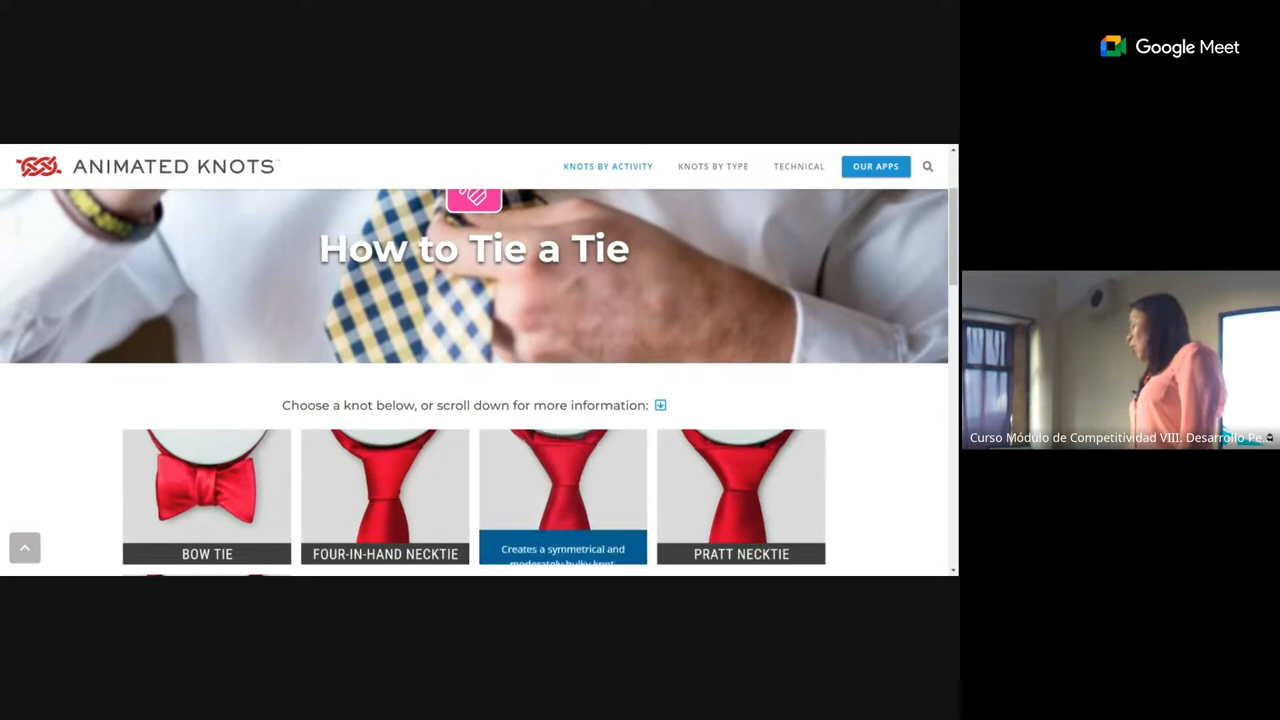 Google Meet
ANIMATED KNOTS
KNOTS BY ACTIVITY
KNOTS BY TYPE
TECHNICAL
OUR APPS
How to Tie a Tie
Choose a knot below, or scroll down for more information:
BOW TIE
FOUR-IN-HAND NECKTIE
Creates a symmetrical and
moderately bulky knot
PRATT NECKTIE
Curso Módulo de Competitividad VIII. Desarrollo Pe...